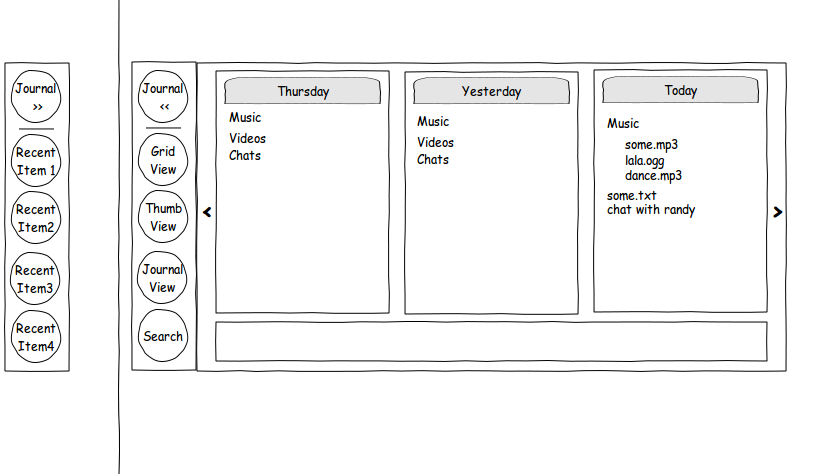 Journal
>>
Recent
Item 1
Recent
Item2
Recent
Item3
Recent
Item4
Journal
<<
Grid
View
Thumb
View
Journal
View
Search
<
Thursday
Music
Videos
Chats
Yesterday
Music
Videos
Chats
Today
Music
some.mp3
lala.ogg
dance.mp3
some.txt
chat with randy
>